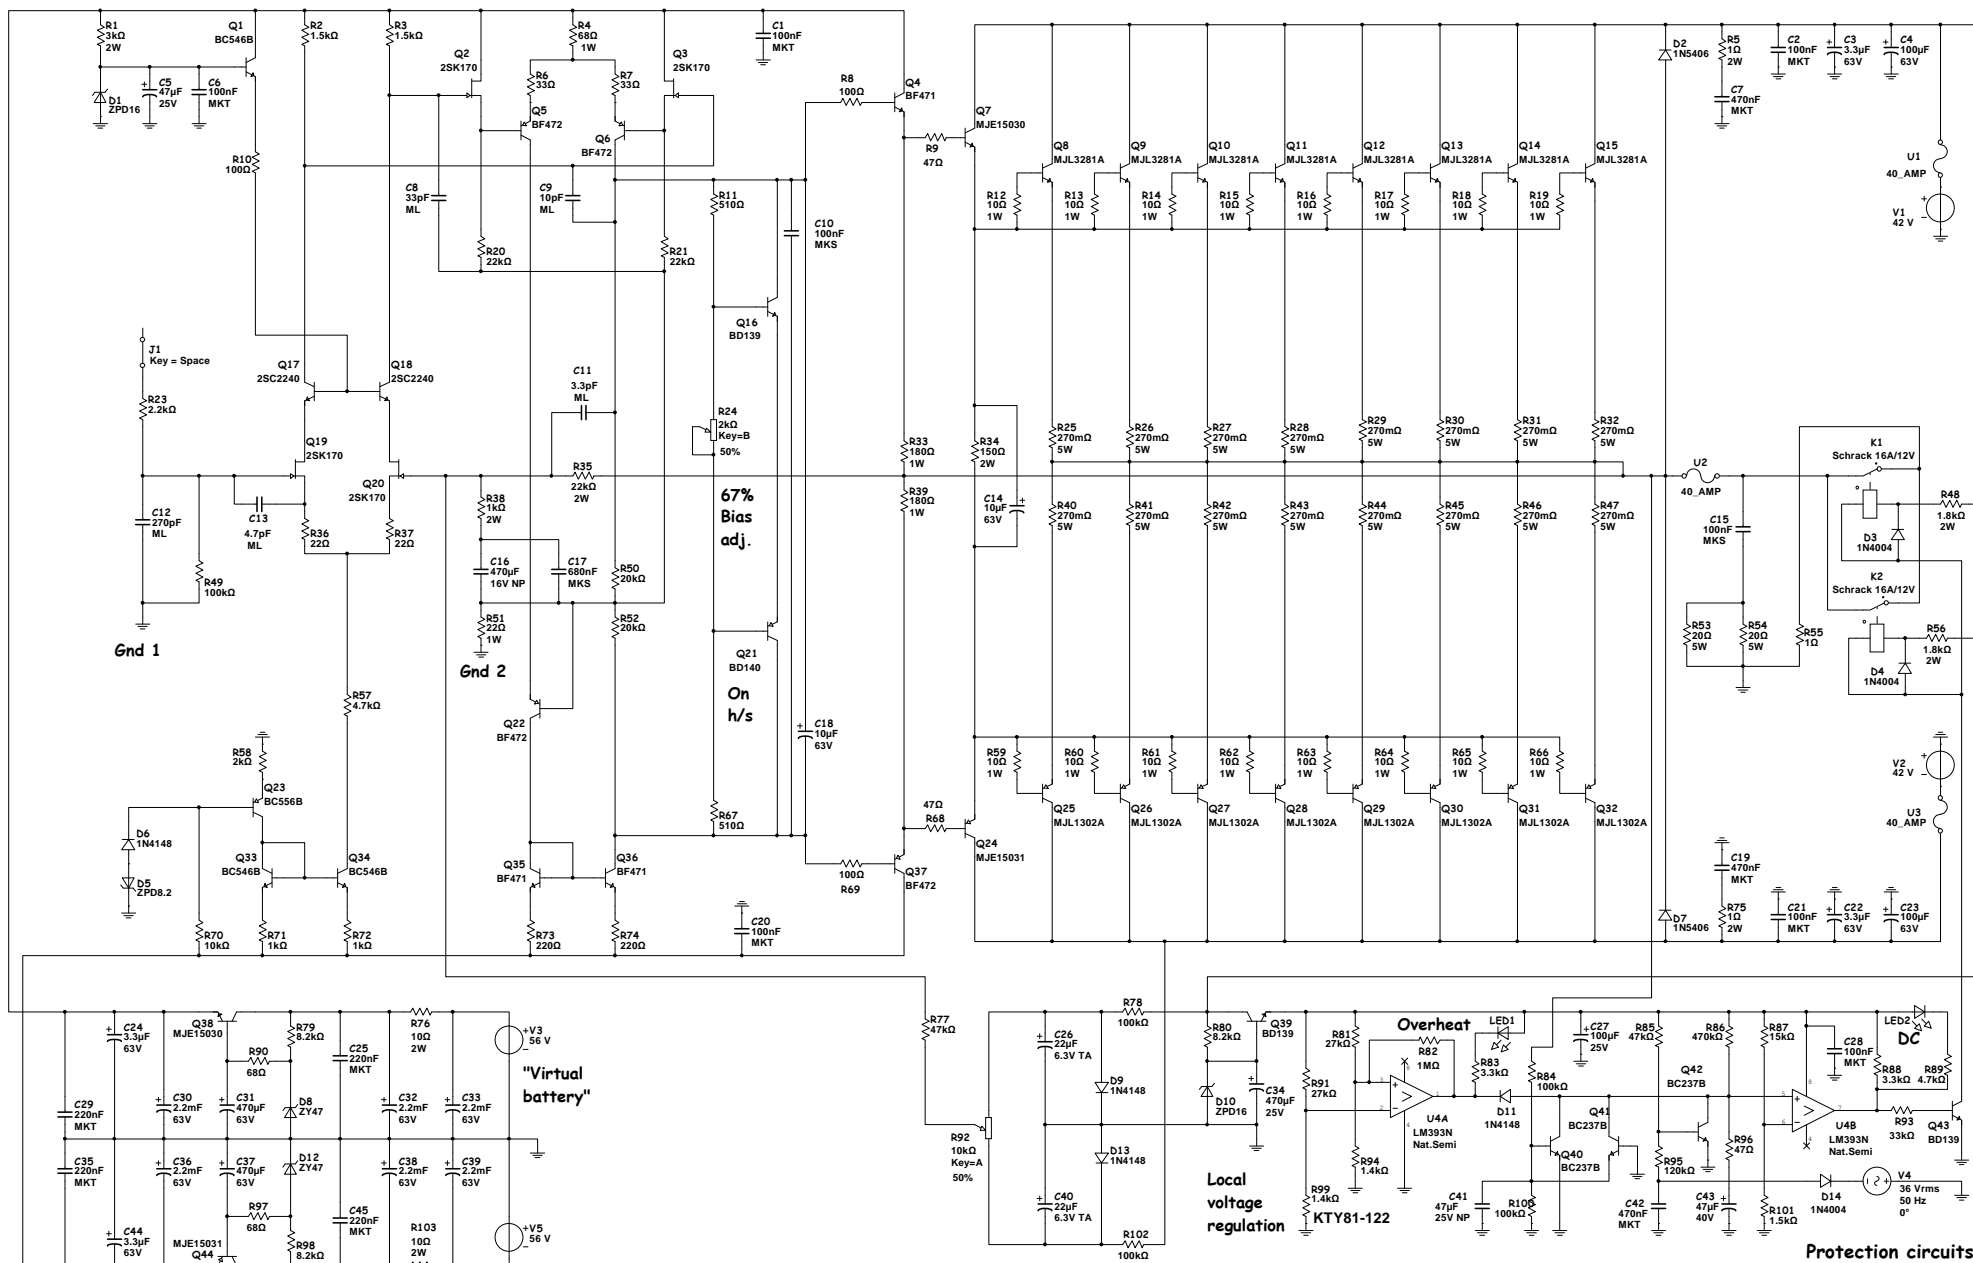 R1
3kΩ
2W
Q1
BC546B
R2
1.5kΩ
R3
1.5kΩ
Q2
2SK170
R4
68Ω
1W
Q3
2SK170
C1
100nF
MKT
D1
ZPD16
C5
47µF
25V
C6
100nF
MKT
R6
33Ω
R7
33Ω
Q5
BF472
Q6
BF472
R8
100Ω
Q4
BF471
R9
47Ω
Q7
MJE15030
D2
1N5406
R5
1Ω
2W
C2
100nF
MKT
C3
3.3µF
63V
C4
100µF
63V
C7
470nF
MKT
U1
40_AMP
V1
42 V
R10
100Ω
C8
33pF
ML
C9
10pF
ML
R11
510Ω
C10
100nF
MKS
R20
22kΩ
R21
22kΩ
Q8
MJL3281A
Q9
MJL3281A
Q10
MJL3281A
Q11
MJL3281A
Q12
MJL3281A
Q13
MJL3281A
Q14
MJL3281A
Q15
MJL3281A
R12
10Ω
1W
R13
10Ω
1W
R14
10Ω
1W
R15
10Ω
1W
R16
10Ω
1W
R17
10Ω
1W
R18
10Ω
1W
R19
10Ω
1W
J1
Key = Space
Q16
BD139
Q17
2SC2240
Q18
2SC2240
C11
3.3pF
ML
R23
2.2kΩ
R24
2kΩ
Key=B
50%
Q19
2SK170
Q20
2SK170
R33
180Ω
1W
R34
150Ω
2W
R25
270mΩ
5W
R26
270mΩ
5W
R27
270mΩ
5W
R28
270mΩ
5W
R29
270mΩ
5W
R30
270mΩ
5W
R31
270mΩ
5W
R32
270mΩ
5W
U2
40_AMP
K1
Schrack 16A/12V
R35
22kΩ
2W
R38
1kΩ
2W
67%
Bias
adj.
R39
180Ω
1W
C14
10µF
63V
R40
270mΩ
5W
R41
270mΩ
5W
R42
270mΩ
5W
R43
270mΩ
5W
R44
270mΩ
5W
R45
270mΩ
5W
R46
270mΩ
5W
R47
270mΩ
5W
C15
100nF
MKS
R48
1.8kΩ
2W
D3
1N4004
C12
270pF
ML
C13
4.7pF
ML
R36
22Ω
R37
22Ω
R49
100kΩ
C16
470µF
16V NP
C17
680nF
MKS
R50
20kΩ
R51
22Ω
1W
R52
20kΩ
K2
Schrack 16A/12V
R53
20Ω
5W
R54
20Ω
5W
R55
1Ω
R56
1.8kΩ
2W
D4
1N4004
Gnd 1
Gnd 2
Q21
BD140
On
h/s
R57
4.7kΩ
Q22
BF472
C18
10µF
63V
R58
2kΩ
Q23
BC556B
R59
10Ω
1W
R60
10Ω
1W
R61
10Ω
1W
R62
10Ω
1W
R63
10Ω
1W
R64
10Ω
1W
R65
10Ω
1W
R66
10Ω
1W
V2
42 V
U3
40_AMP
D6
1N4148
D5
ZPD8.2
R67
510Ω
47Ω
R68
Q24
MJE15031
Q25
MJL1302A
Q26
MJL1302A
Q27
MJL1302A
Q28
MJL1302A
Q29
MJL1302A
Q30
MJL1302A
Q31
MJL1302A
Q32
MJL1302A
Q33
BC546B
Q34
BC546B
Q35
BF471
Q36
BF471
100Ω
R69
Q37
BF472
C19
470nF
MKT
R70
10kΩ
R71
1kΩ
R72
1kΩ
R73
220Ω
R74
220Ω
C20
100nF
MKT
D7
1N5406
R75
1Ω
2W
C21
100nF
MKT
C22
3.3µF
63V
C23
100µF
63V
C24
3.3µF
63V
Q38
MJE15030
R79
8.2kΩ
C25
220nF
MKT
R76
10Ω
2W
V3
56 V
R90
68Ω
C29
220nF
MKT
C30
2.2mF
63V
C31
470µF
63V
D8
ZY47
C32
2.2mF
63V
C33
2.2mF
63V
"Virtual
battery"
C35
220nF
MKT
C36
2.2mF
63V
C37
470µF
63V
D12
ZY47
C38
2.2mF
63V
C39
2.2mF
63V
C44
3.3µF
63V
R97
68Ω
MJE15031
Q44
R98
8.2kΩ
C45
220nF
MKT
R103
10Ω
2W
V5
56 V
R77
47kΩ
R92
10kΩ
Key=A
50%
C26
22µF
6.3V TA
R78
100kΩ
D9
1N4148
D13
1N4148
C40
22µF
6.3V TA
R102
100kΩ
R80
8.2kΩ
Q39
BD139
D10
ZPD16
C34
470µF
25V
Local
voltage
regulation
R81
27kΩ
R91
27kΩ
R94
1.4kΩ
R99
1.4kΩ
KTY81-122
Overheat
R82
1MΩ
U4A
LM393N
Nat.Semi
LED1
R83
3.3kΩ
D11
1N4148
R84
100kΩ
C27
100µF
25V
Q40
BC237B
Q41
BC237B
C41
47µF
25V NP
R100
100kΩ
R85
47kΩ
R86
470kΩ
R87
15kΩ
Q42
BC237B
R95
120kΩ
R96
47Ω
C42
470nF
MKT
C43
47µF
40V
R101
1.5kΩ
U4B
LM393N
Nat.Semi
C28
100nF
MKT
LED2
DC
R88
3.3kΩ
R89
4.7kΩ
R93
33kΩ
Q43
BD139
D14
1N4004
V4
36 Vrms
50 Hz
0°
Protection circuits